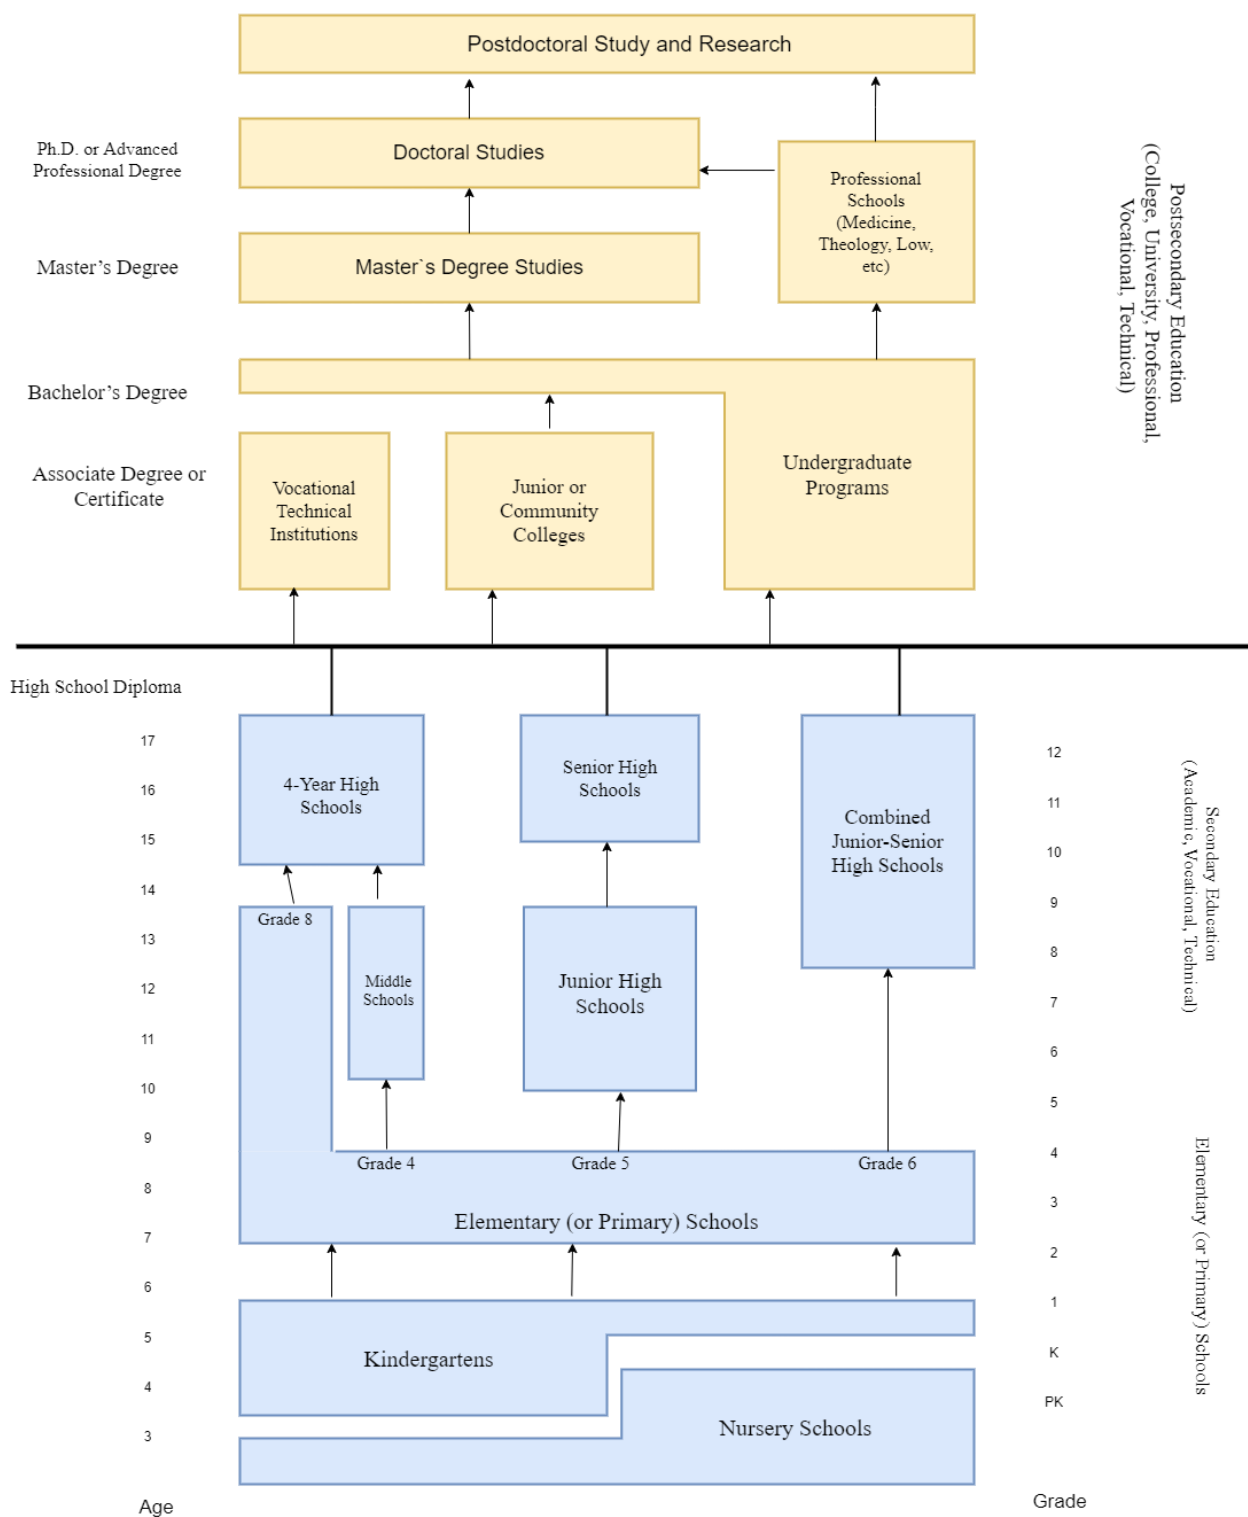 Postdoctoral Study and Research
Ph.D. or Advanced
Professional Degree
Doctoral Studies
Professional
Schools
(Medicine,
Theology, Low,
etc)
Master’s Degree
Master`s Degree Studies
Postsecondary Education
(College, University, Professional,
Vocational, Technical)
Bachelor’s Degree
Associate Degree or
Certificate
Vocational
Technical
Institutions
Junior or
Community
Colleges
Undergraduate
Programs
High School Diploma
17
16
15
14
13
12
11
10
9
8
7
6
5
4
3
Age
4-Year High
Schools
Senior High
Schools
Combined
Junior-Senior
High Schools
Grade 8
Middle
Schools
Junior High
Schools
Grade 4
Grade 5
Grade 6
Elementary (or Primary) Schools
Kindergartens
Nursery Schools
12
11
10
9
8
7
6
5
4
3
2
1
K
PK
Grade
Secondary Education
(Academic, Vocational, Technical)
Elementary (or Primary) Schools